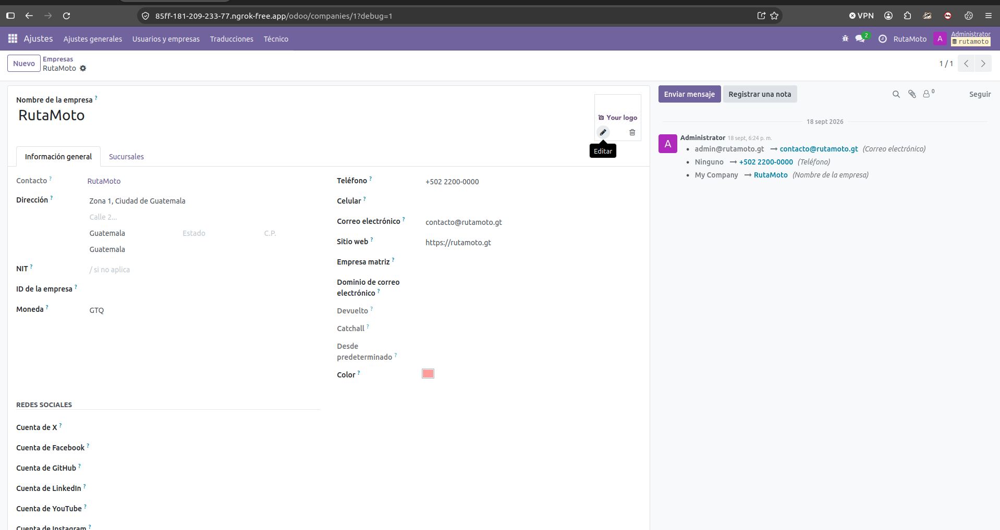 85ff-181-209-233-77.ngrok-free.app/odoo/companies/1?debug=1
VPN
Ajustes
Ajustes generales
Usuarios y empresas
Traducciones
Técnico
2
RutaMoto
A
Administrator
rutamoto
Nuevo
Empresas
RutaMoto
1 / 1
Nombre de la empresa ?
RutaMoto
Your logo
Editar
Información general
Sucursales
Contacto ?
RutaMoto
Dirección ?
Zona 1, Ciudad de Guatemala
Calle 2...
Guatemala
Estado
C.P.
Guatemala
NIT ?
/ si no aplica
ID de la empresa ?
Moneda ?
GTQ
Teléfono ?
+502 2200-0000
Celular ?
Correo electrónico ?
contacto@rutamoto.gt
Sitio web ?
https://rutamoto.gt
Empresa matriz ?
Dominio de correo
electrónico ?
Devuelto ?
Catchall ?
Desde
predeterminado ?
Color ?
REDES SOCIALES
Cuenta de X ?
Cuenta de Facebook ?
Cuenta de GitHub ?
Cuenta de LinkedIn ?
Cuenta de YouTube ?
Cuenta de Instagram ?
Enviar mensaje
Registrar una nota
0
Seguir
18 sept 2026
A
Administrator 18 sept, 6:24 p. m.
admin@rutamoto.gt → contacto@rutamoto.gt (Correo electrónico)
Ninguno → +502 2200-0000 (Teléfono)
My Company → RutaMoto (Nombre de la empresa)